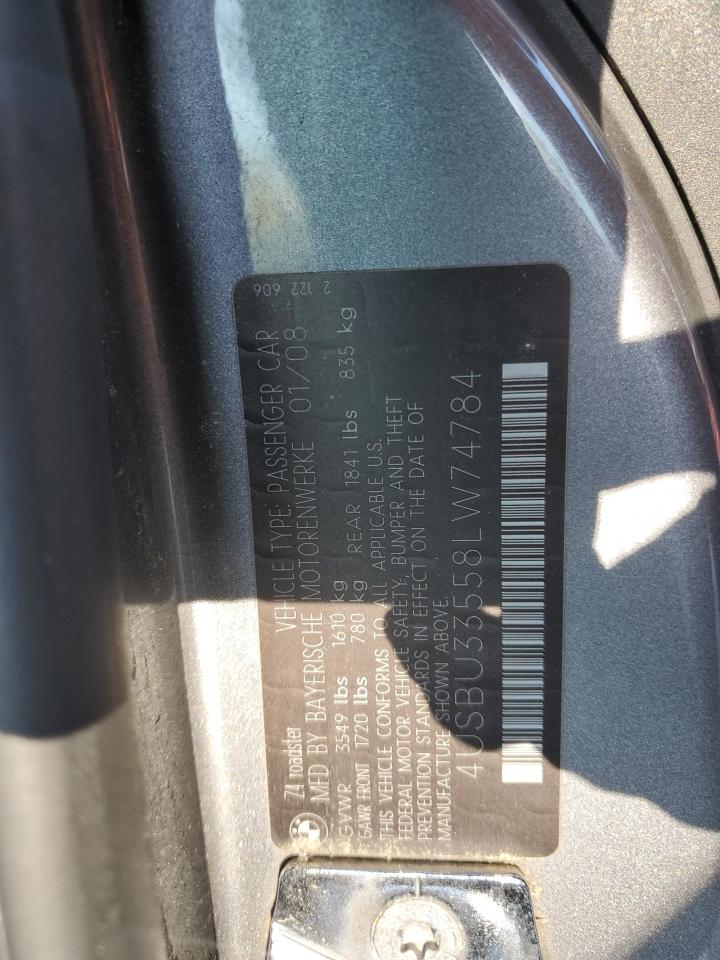 Z4 roadster VEHICLE TYPE: PASSENGER CAR
MFD BY BAYERISCHE MOTORENWERKE 01/08
GVWR 3549 lbs 1610 kg
GAWR FRONT 1720 lbs 780 kg REAR 1841 lbs 835 kg
THIS VEHICLE CONFORMS TO ALL APPLICABLE U.S.
FEDERAL MOTOR VEHICLE SAFETY, BUMPER AND THEFT
PREVENTION STANDARDS IN EFFECT ON THE DATE OF
MANUFACTURE SHOWN ABOVE.
4USBU33558LW74784
2 122 606